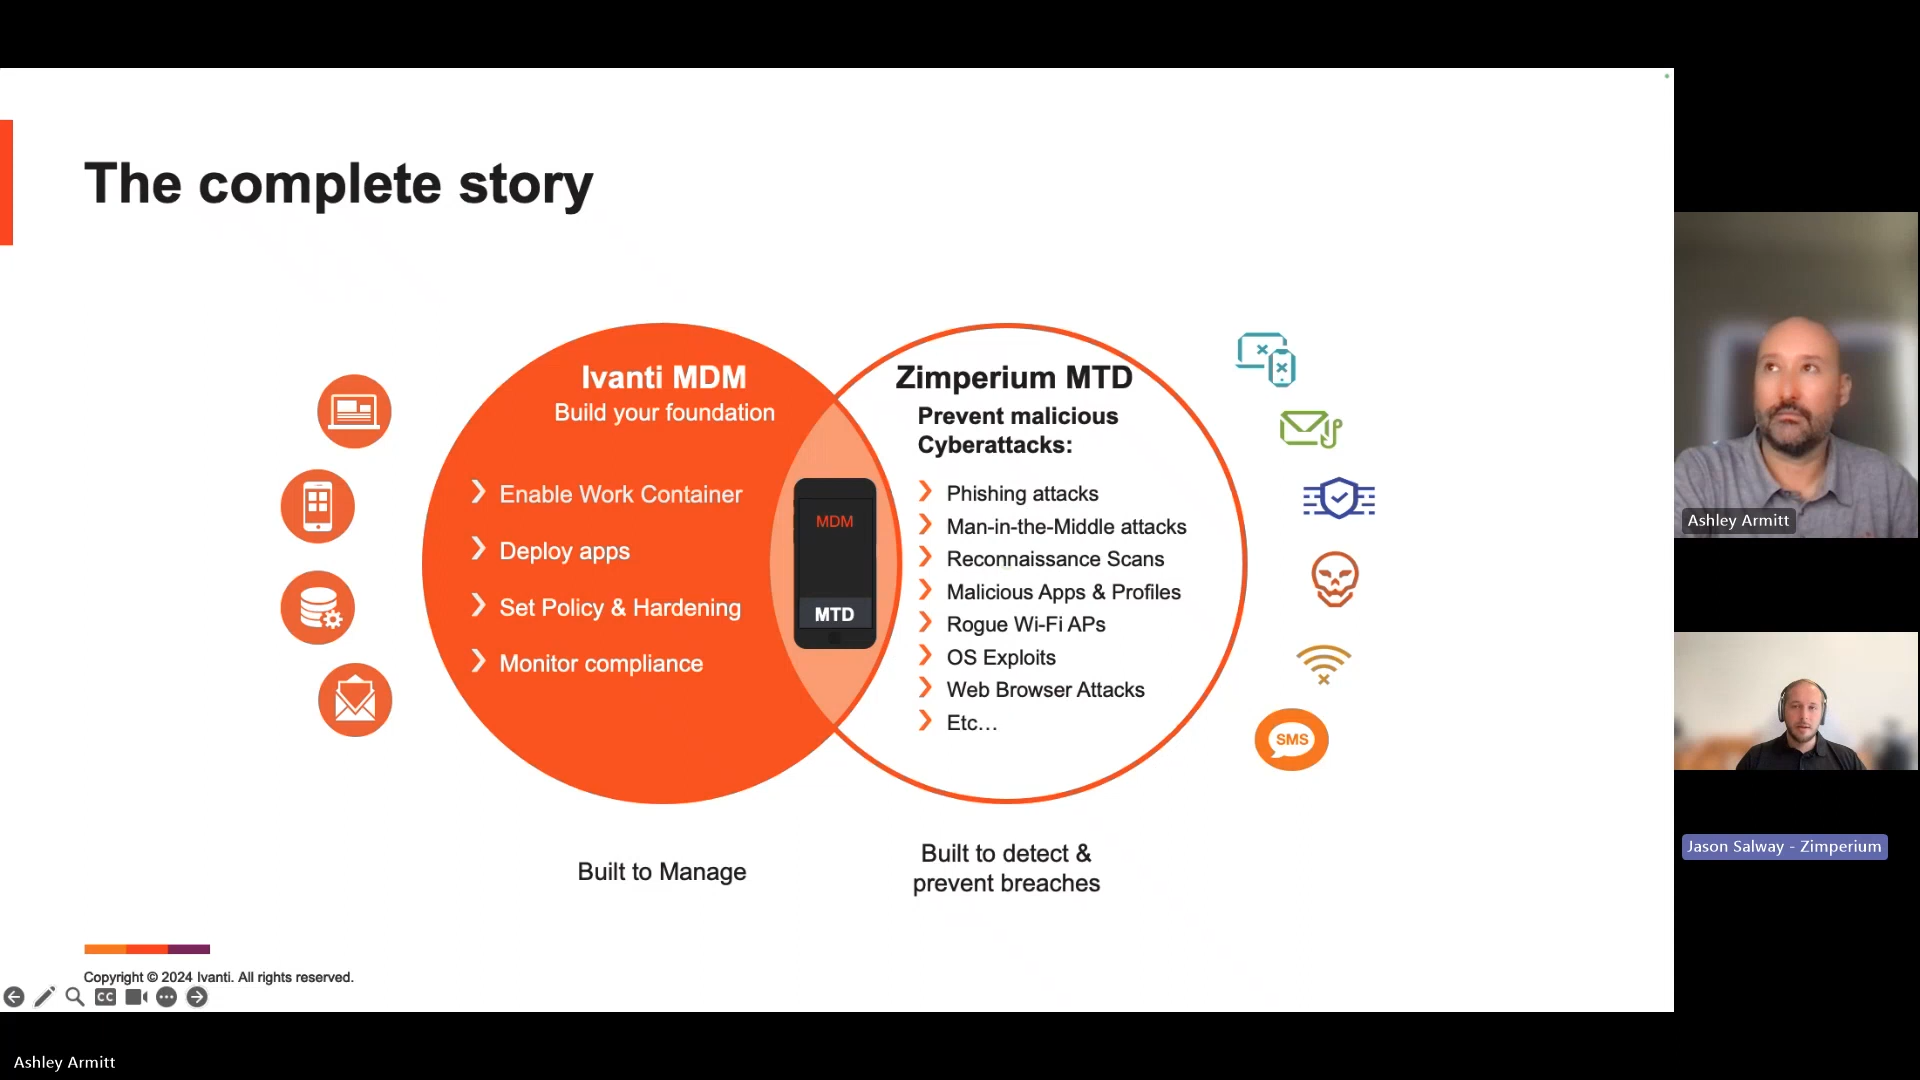 The complete story
Ivanti MDM
Build your foundation
Enable Work Container
Deploy apps
Set Policy & Hardening
Monitor compliance
MDM
MTD
Zimperium MTD
Prevent malicious
Cyberattacks:
Phishing attacks
Man-in-the-Middle attacks
Reconnaissance Scans
Malicious Apps & Profiles
Rogue Wi-Fi APs
OS Exploits
Web Browser Attacks
Etc...
SMS
Built to Manage
Built to detect &
prevent breaches
Copyright © 2024 Ivanti. All rights reserved.
CC
Ashley Armitt
Jason Salway - Zimperium
Ashley Armitt